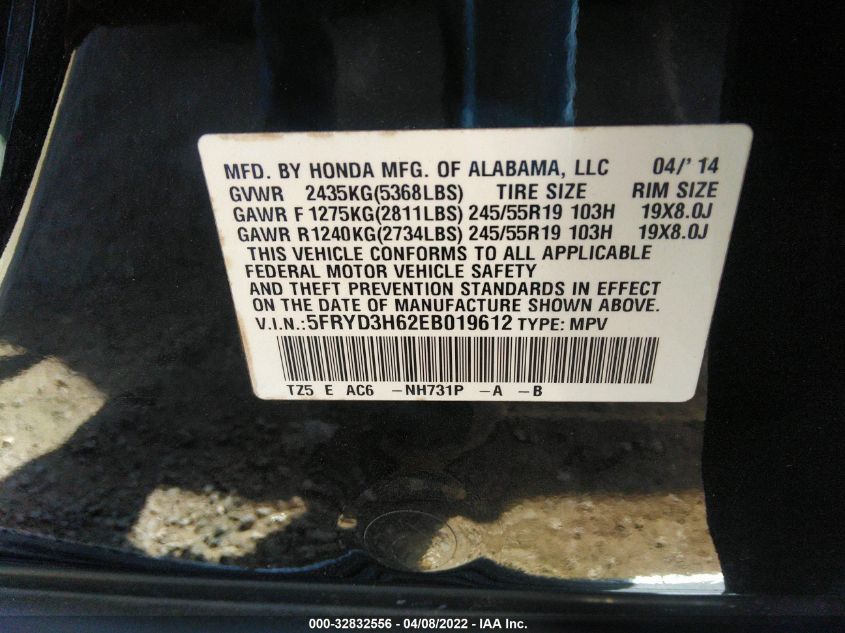 MFD. BY HONDA MFG. OF ALABAMA, LLC 04/' 14
GVWR 2435KG(5368LBS) TIRE SIZE RIM SIZE
GAWR F 1275KG(2811LBS) 245/55R19 103H 19X8.0J
GAWR R1240KG(2734LBS) 245/55R19 103H 19X8.0J
THIS VEHICLE CONFORMS TO ALL APPLICABLE
FEDERAL MOTOR VEHICLE SAFETY
AND THEFT PREVENTION STANDARDS IN EFFECT
ON THE DATE OF MANUFACTURE SHOWN ABOVE.
V.I.N.:5FRYD3H62EB019612 TYPE: MPV
TZ5 E AC6 -NH731P -A -B
000-32832556 / 04/08/2022 - IAA Inc.